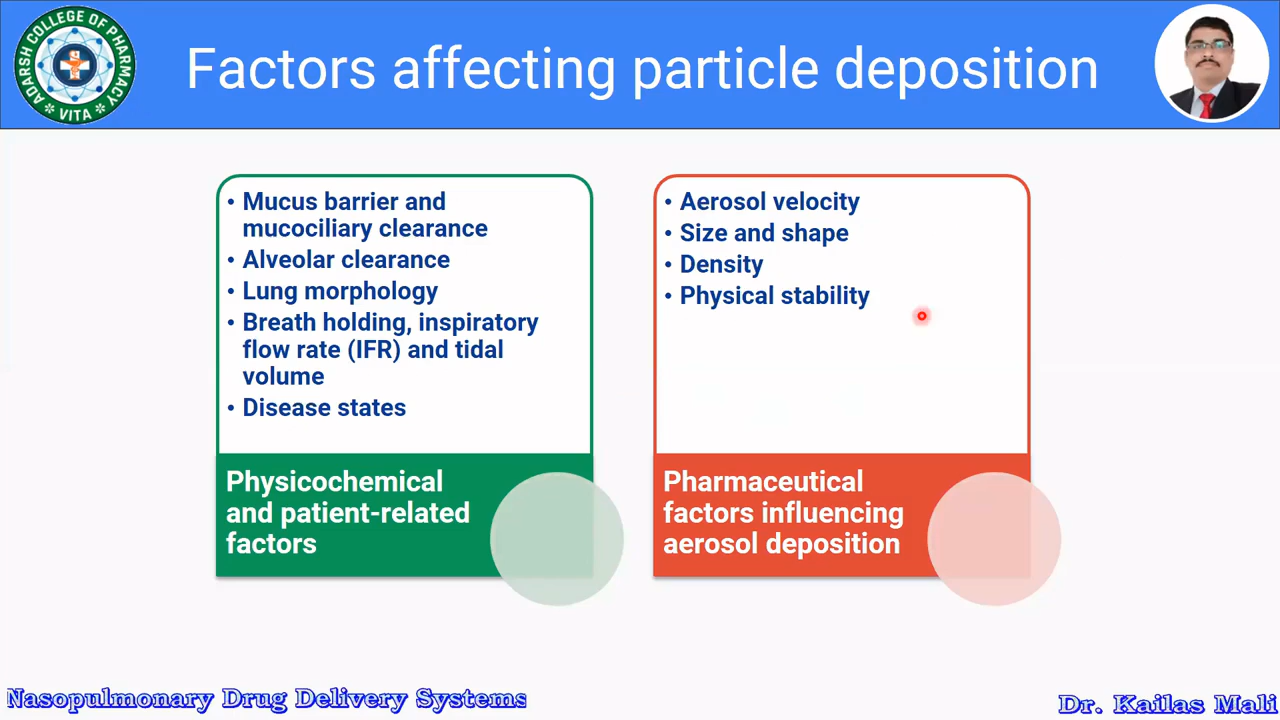 ADARSH COLLEGE OF PHARMACY
VITA
Factors affecting particle deposition
• Mucus barrier and
mucociliary clearance
• Alveolar clearance
• Lung morphology
• Breath holding, inspiratory
flow rate (IFR) and tidal
volume
• Disease states
Physicochemical
and patient-related
factors
• Aerosol velocity
• Size and shape
• Density
• Physical stability
Pharmaceutical
factors influencing
aerosol deposition
Nasopulmonary Drug Delivery Systems
Dr. Kailas Mali